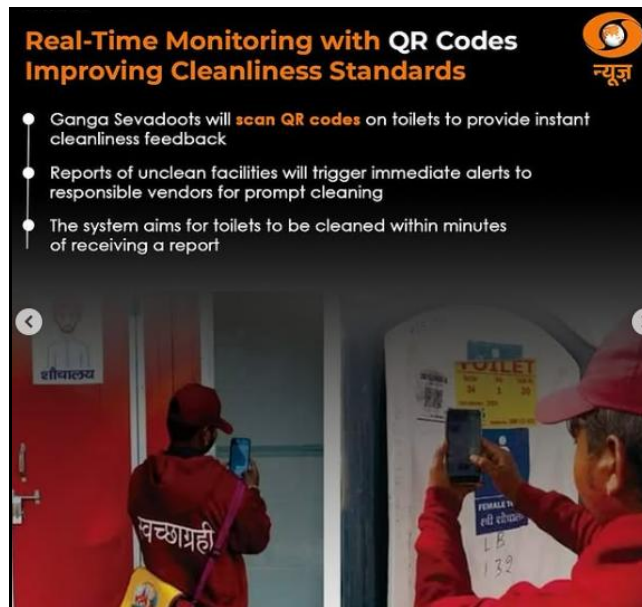 Real-Time Monitoring with QR Codes
Improving Cleanliness Standards
न्यूज़
Ganga Sevadoots will scan QR codes on toilets to provide instant
cleanliness feedback
Reports of unclean facilities will trigger immediate alerts to
responsible vendors for prompt cleaning
The system aims for toilets to be cleaned within minutes
of receiving a report
शौचालय
स्वच्छाग्रही
TOILET
FEMALE
स्त्री शौचालय
LB
132